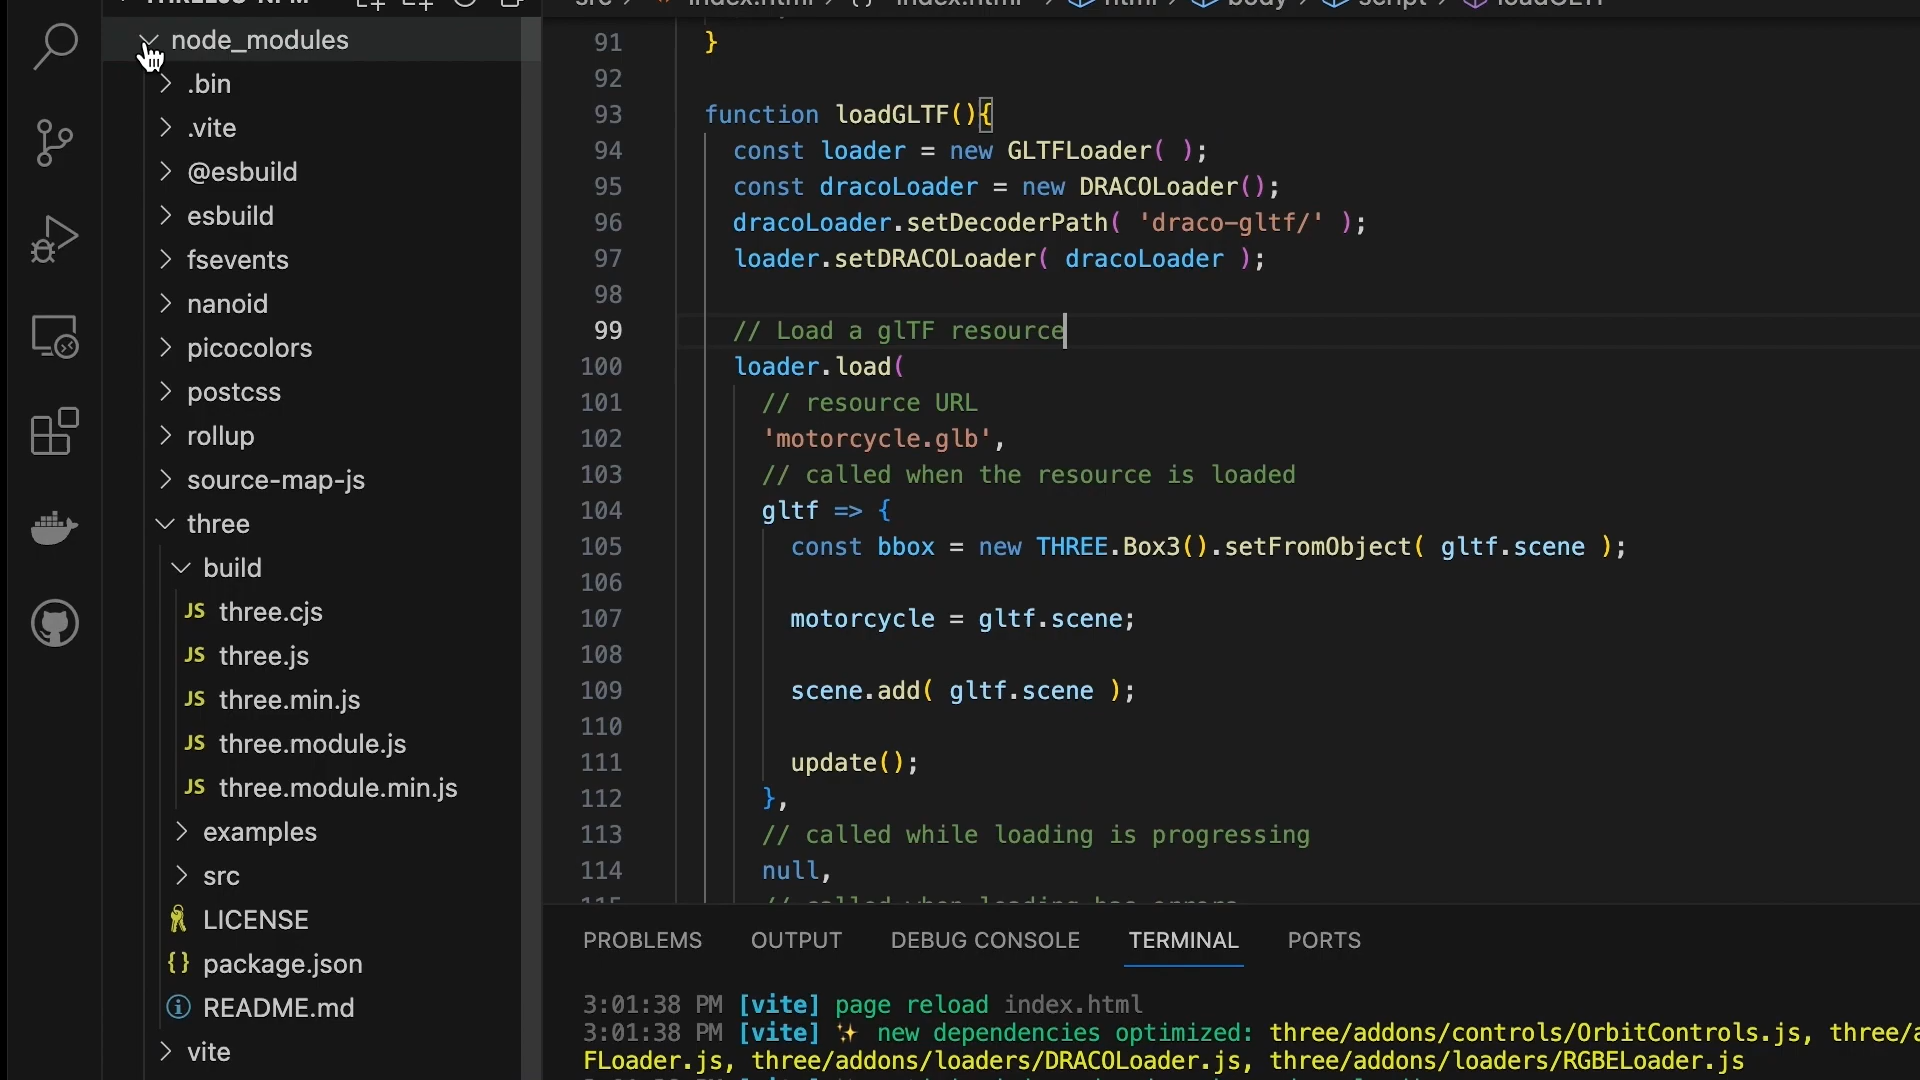 node_modules
.bin
.vite
@esbuild
esbuild
fsevents
nanoid
picocolors
postcss
rollup
source-map-js
three
build
JS three.cjs
JS three.js
JS three.min.js
JS three.module.js
JS three.module.min.js
examples
src
LICENSE
{} package.json
README.md
vite
91 }
92
93 function loadGLTF(){
94 const loader = new GLTFLoader( );
95 const dracoLoader = new DRACOLoader();
96 dracoLoader.setDecoderPath( 'draco-gltf/' );
97 loader.setDRACOLoader( dracoLoader );
98
99 // Load a glTF resource
100 loader.load(
101 // resource URL
102 'motorcycle.glb',
103 // called when the resource is loaded
104 gltf => {
105 const bbox = new THREE.Box3().setFromObject( gltf.scene );
106
107 motorcycle = gltf.scene;
108
109 scene.add( gltf.scene );
110
111 update();
112 },
113 // called while loading is progressing
114 null,
PROBLEMS OUTPUT DEBUG CONSOLE TERMINAL PORTS
3:01:38 PM [vite] page reload index.html
3:01:38 PM [vite] ✨ new dependencies optimized: three/addons/controls/OrbitControls.js, three/a
FLoader.js, three/addons/loaders/DRACOLoader.js, three/addons/loaders/RGBELoader.js